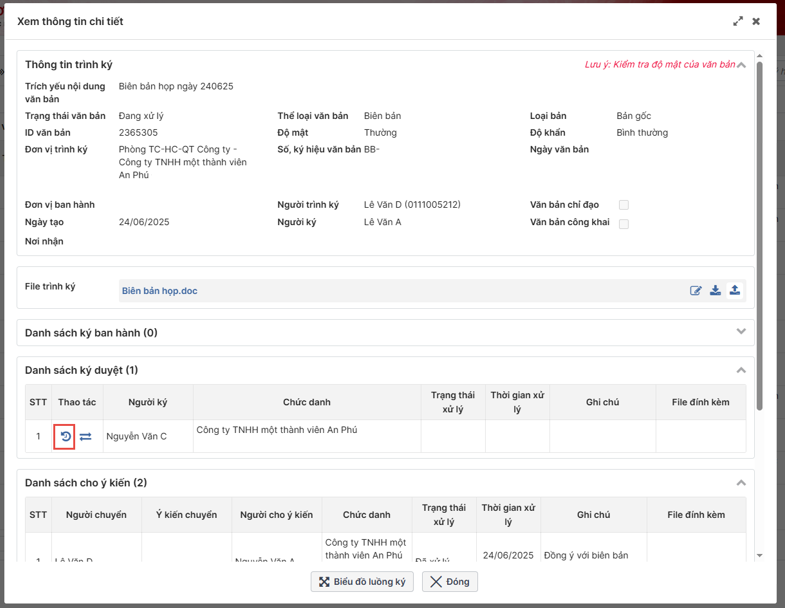 Xem thông tin chi tiết
Thông tin trình ký
Lưu ý: Kiểm tra độ mật của văn bản
Trích yếu nội dung văn bản
Biên bản họp ngày 240625
Trạng thái văn bản
Đang xử lý
Thể loại văn bản
Biên bản
Loại bản
Bản gốc
ID văn bản
2365305
Độ mật
Thường
Độ khẩn
Bình thường
Đơn vị trình ký
Phòng TC-HC-QT Công ty -
Công ty TNHH một thành viên
An Phú
Số, ký hiệu văn bản
BB-
Ngày văn bản
Đơn vị ban hành
Người trình ký
Lê Văn D (0111005212)
Văn bản chỉ đạo
Ngày tạo
24/06/2025
Người ký
Lê Văn A
Văn bản công khai
Nơi nhận
File trình ký
Biên bản họp.doc
Danh sách ký ban hành (0)
Danh sách ký duyệt (1)
STT
Thao tác
Người ký
Chức danh
Trạng thái xử lý
Thời gian xử lý
Ghi chú
File đính kèm
1
Nguyễn Văn C
Công ty TNHH một thành viên An Phú
Danh sách cho ý kiến (2)
STT
Người chuyển
Ý kiến chuyển
Người cho ý kiến
Chức danh
Trạng thái xử lý
Thời gian xử lý
Ghi chú
File đính kèm
1
Lê Văn D
Nguyễn Văn A
Công ty TNHH một
thành viên An Phú
Đã xử lý
24/06/2025
Đồng ý với biên bản
Biểu đồ luồng ký
Đóng